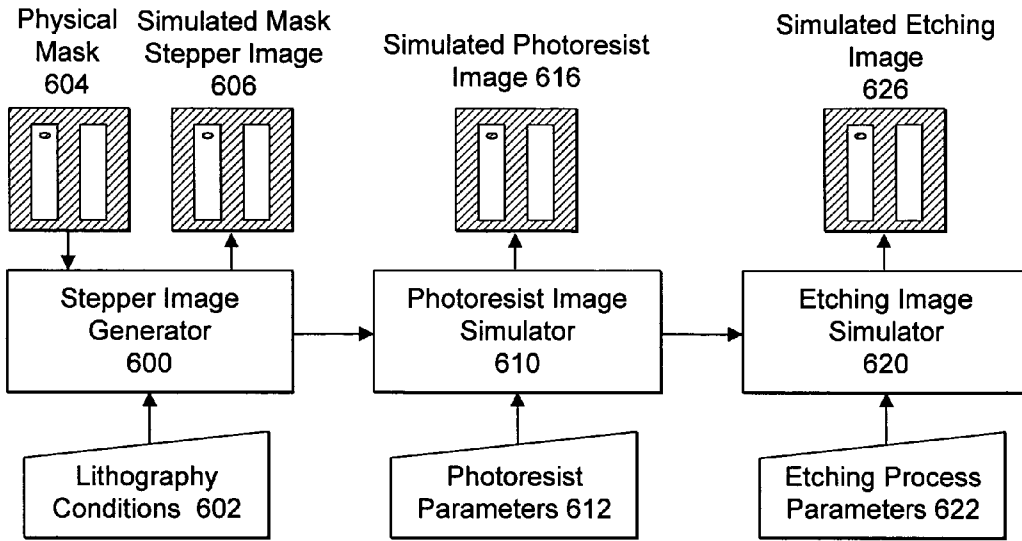 Physical
Mask
604
Simulated Mask
Stepper Image
606
Simulated Photoresist
Image 616
Simulated Etching
Image
626
Stepper Image
Generator
600
Photoresist Image
Simulator
610
Etching Image
Simulator
620
Lithography
Conditions 602
Photoresist
Parameters 612
Etching Process
Parameters 622